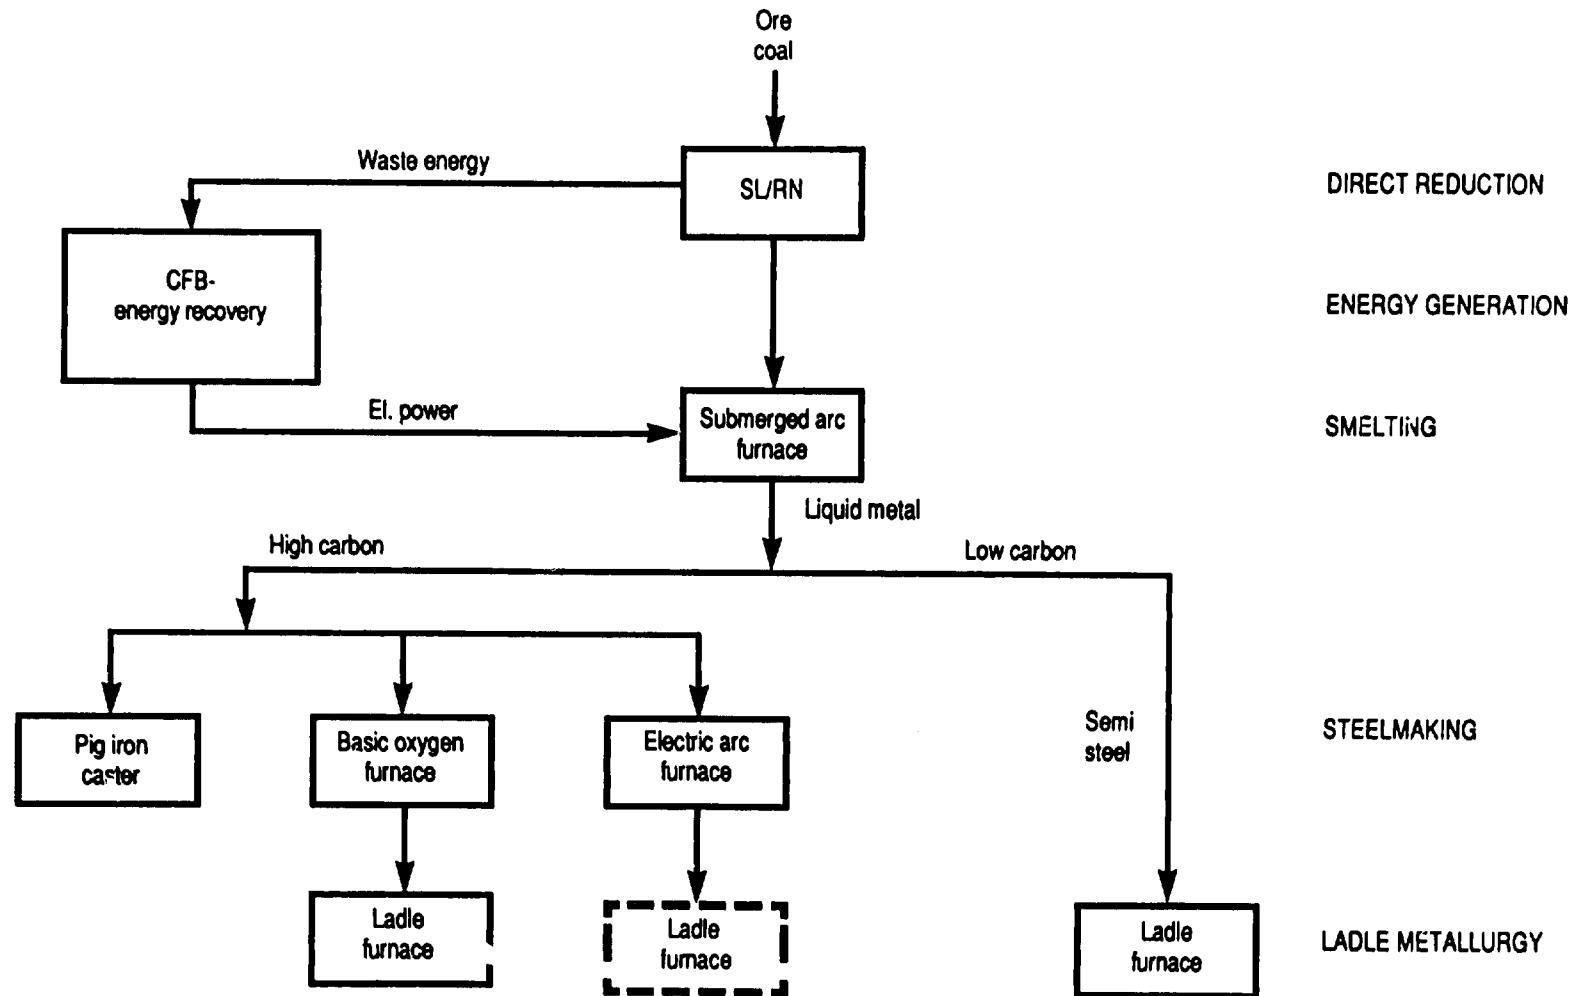 Ore
coal
Waste energy
SL/RN
DIRECT REDUCTION
CFB-
energy recovery
ENERGY GENERATION
El. power
Submerged arc
furnace
SMELTING
Liquid metal
High carbon
Low carbon
Pig iron
caster
Basic oxygen
furnace
Electric arc
furnace
Semi
steel
STEELMAKING
Ladle
furnace
Ladle
furnace
Ladle
furnace
LADLE METALLURGY